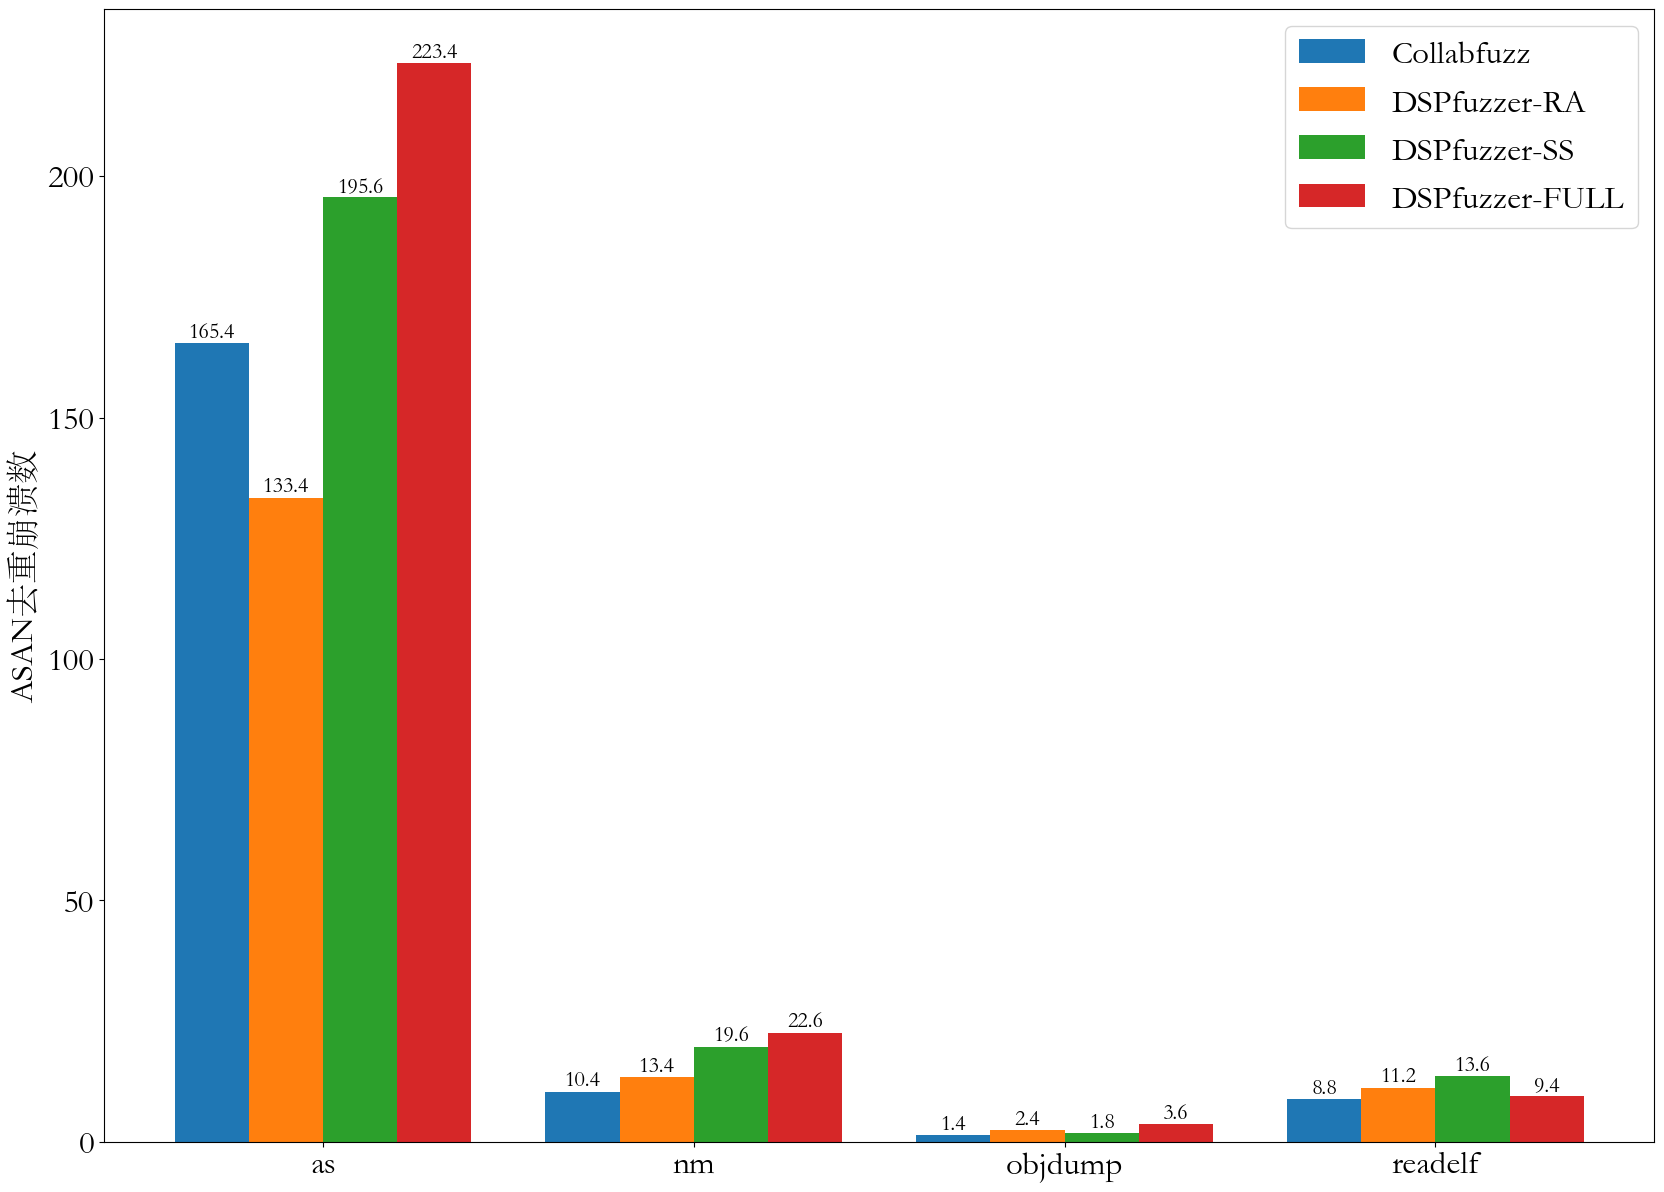 Collabfuzz
DSPfuzzer-RA
DSPfuzzer-SS
DSPfuzzer-FULL
ASAN去重崩溃数
200
150
100
50
0
165.4
133.4
195.6
223.4
10.4
13.4
19.6
22.6
1.4
2.4
1.8
3.6
8.8
11.2
13.6
9.4
as
nm
objdump
readelf